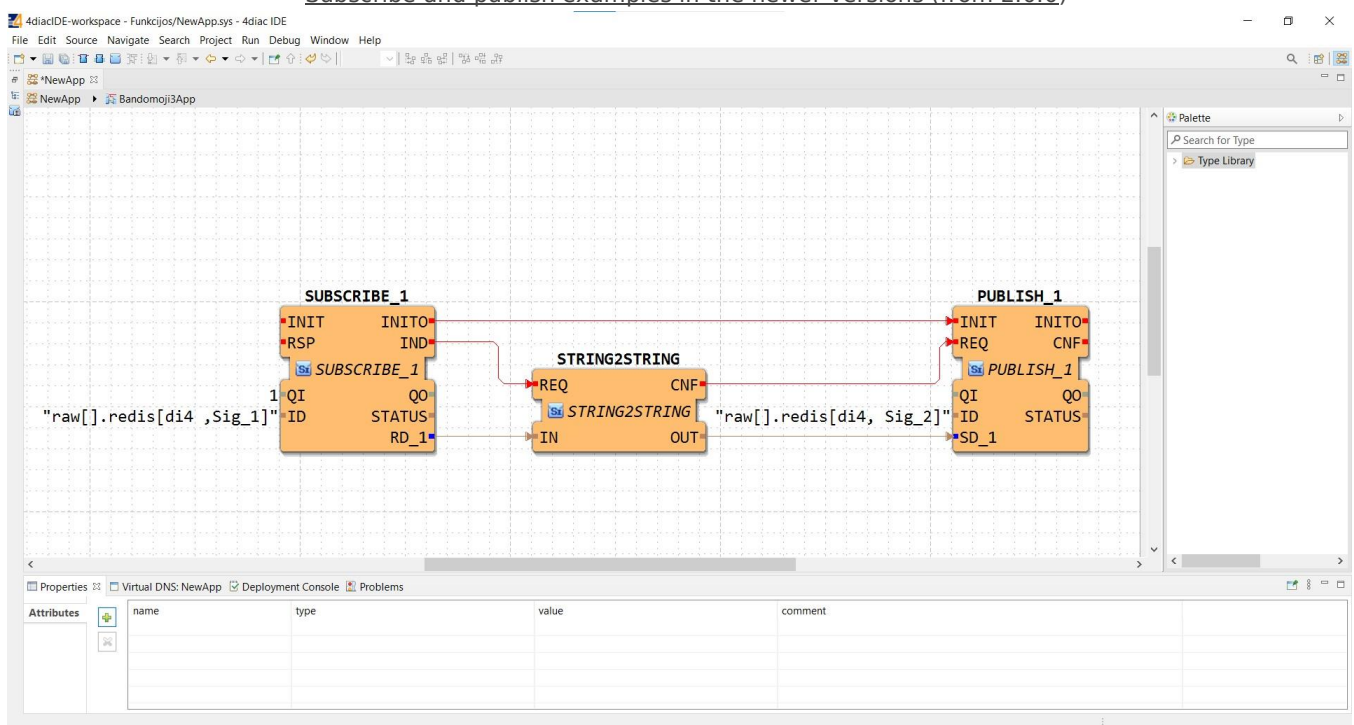 Subscribe and publish examples in the newer versions (from 2.0.0)
4diacIDE-workspace - Funkcijos/NewApp.sys - 4diac IDE
File Edit Source Navigate Search Project Run Debug Window Help
*NewApp
NewApp Bandomoji3App
Palette
Search for Type
Type Library
SUBSCRIBE_1
INIT INITO
RSP IND
SUBSCRIBE_1
1 QI QO
"raw[].redis[di4 ,Sig_1]" ID STATUS
RD_1
STRING2STRING
REQ CNF
STRING2STRING
IN OUT
PUBLISH_1
INIT INITO
REQ CNF
PUBLISH_1
QI QO
"raw[].redis[di4, Sig_2]" ID STATUS
SD_1
Properties Virtual DNS: NewApp Deployment Console Problems
Attributes
name type value comment